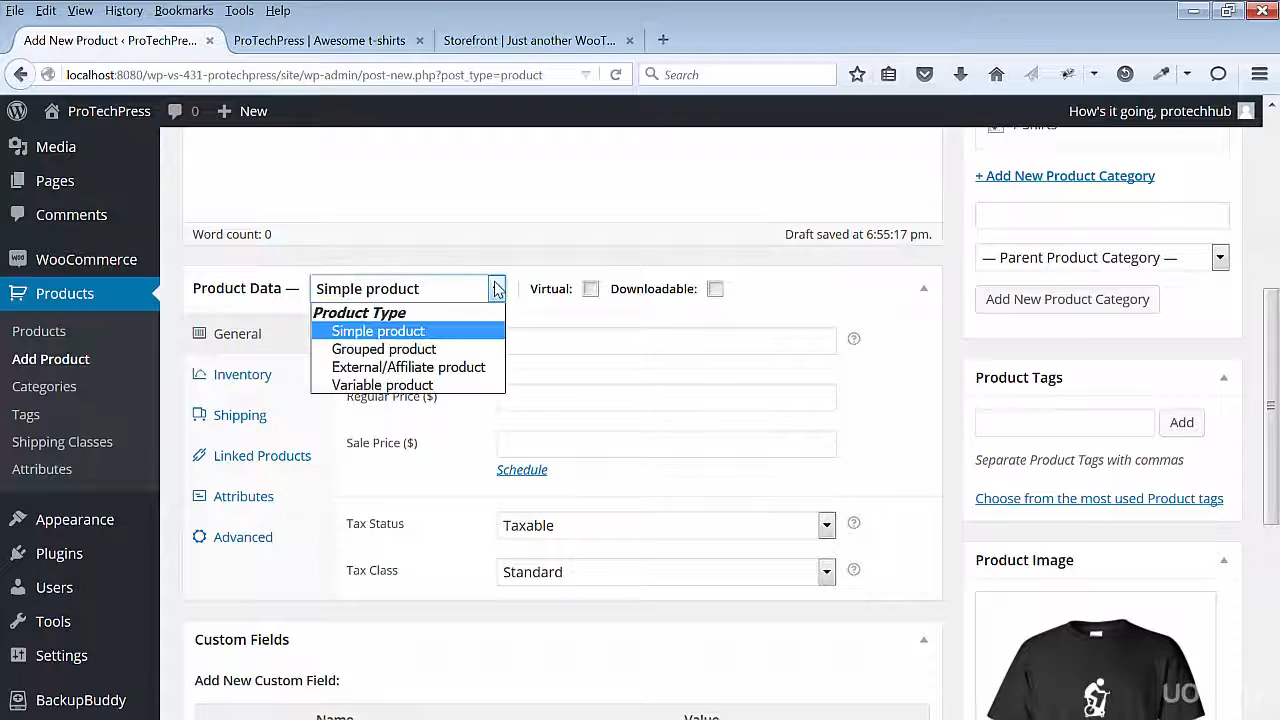 File Edit View History Bookmarks Tools Help
Add New Product ‹ ProTechPre...
ProTechPress | Awesome t-shirts
Storefront | Just another WooT...
localhost:8080/wp-vs-431-protechpress/site/wp-admin/post-new.php?post_type=product
Search
ProTechPress
0
New
How's it going, protechhub
Media
Pages
Comments
WooCommerce
Products
Products
Add Product
Categories
Tags
Shipping Classes
Attributes
Appearance
Plugins
Users
Tools
Settings
BackupBuddy
Word count: 0
Draft saved at 6:55:17 pm.
Product Data —
Simple product
Virtual:
Downloadable:
Product Type
Simple product
Grouped product
External/Affiliate product
Variable product
General
Inventory
Shipping
Linked Products
Attributes
Advanced
Regular Price ($)
Sale Price ($)
Schedule
Tax Status
Taxable
Tax Class
Standard
Custom Fields
Add New Custom Field:
Name
Value
+ Add New Product Category
— Parent Product Category —
Add New Product Category
Product Tags
Add
Separate Product Tags with commas
Choose from the most used Product tags
Product Image